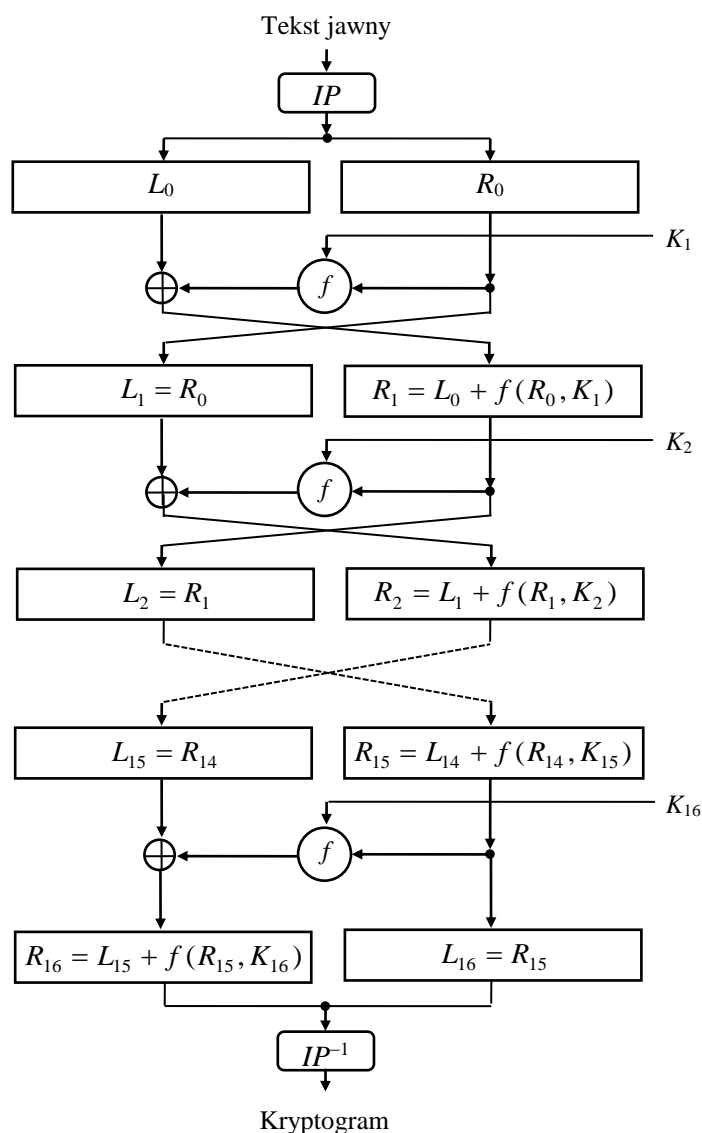 Tekst jawny
IP
L₀
R₀
K₁
f
L₁ = R₀
R₁ = L₀ + f(R₀, K₁)
K₂
f
L₂ = R₁
R₂ = L₁ + f(R₁, K₂)
L₁₅ = R₁₄
R₁₅ = L₁₄ + f(R₁₄, K₁₅)
K₁₆
f
R₁₆ = L₁₅ + f(R₁₅, K₁₆)
L₁₆ = R₁₅
IP⁻¹
Kryptogram